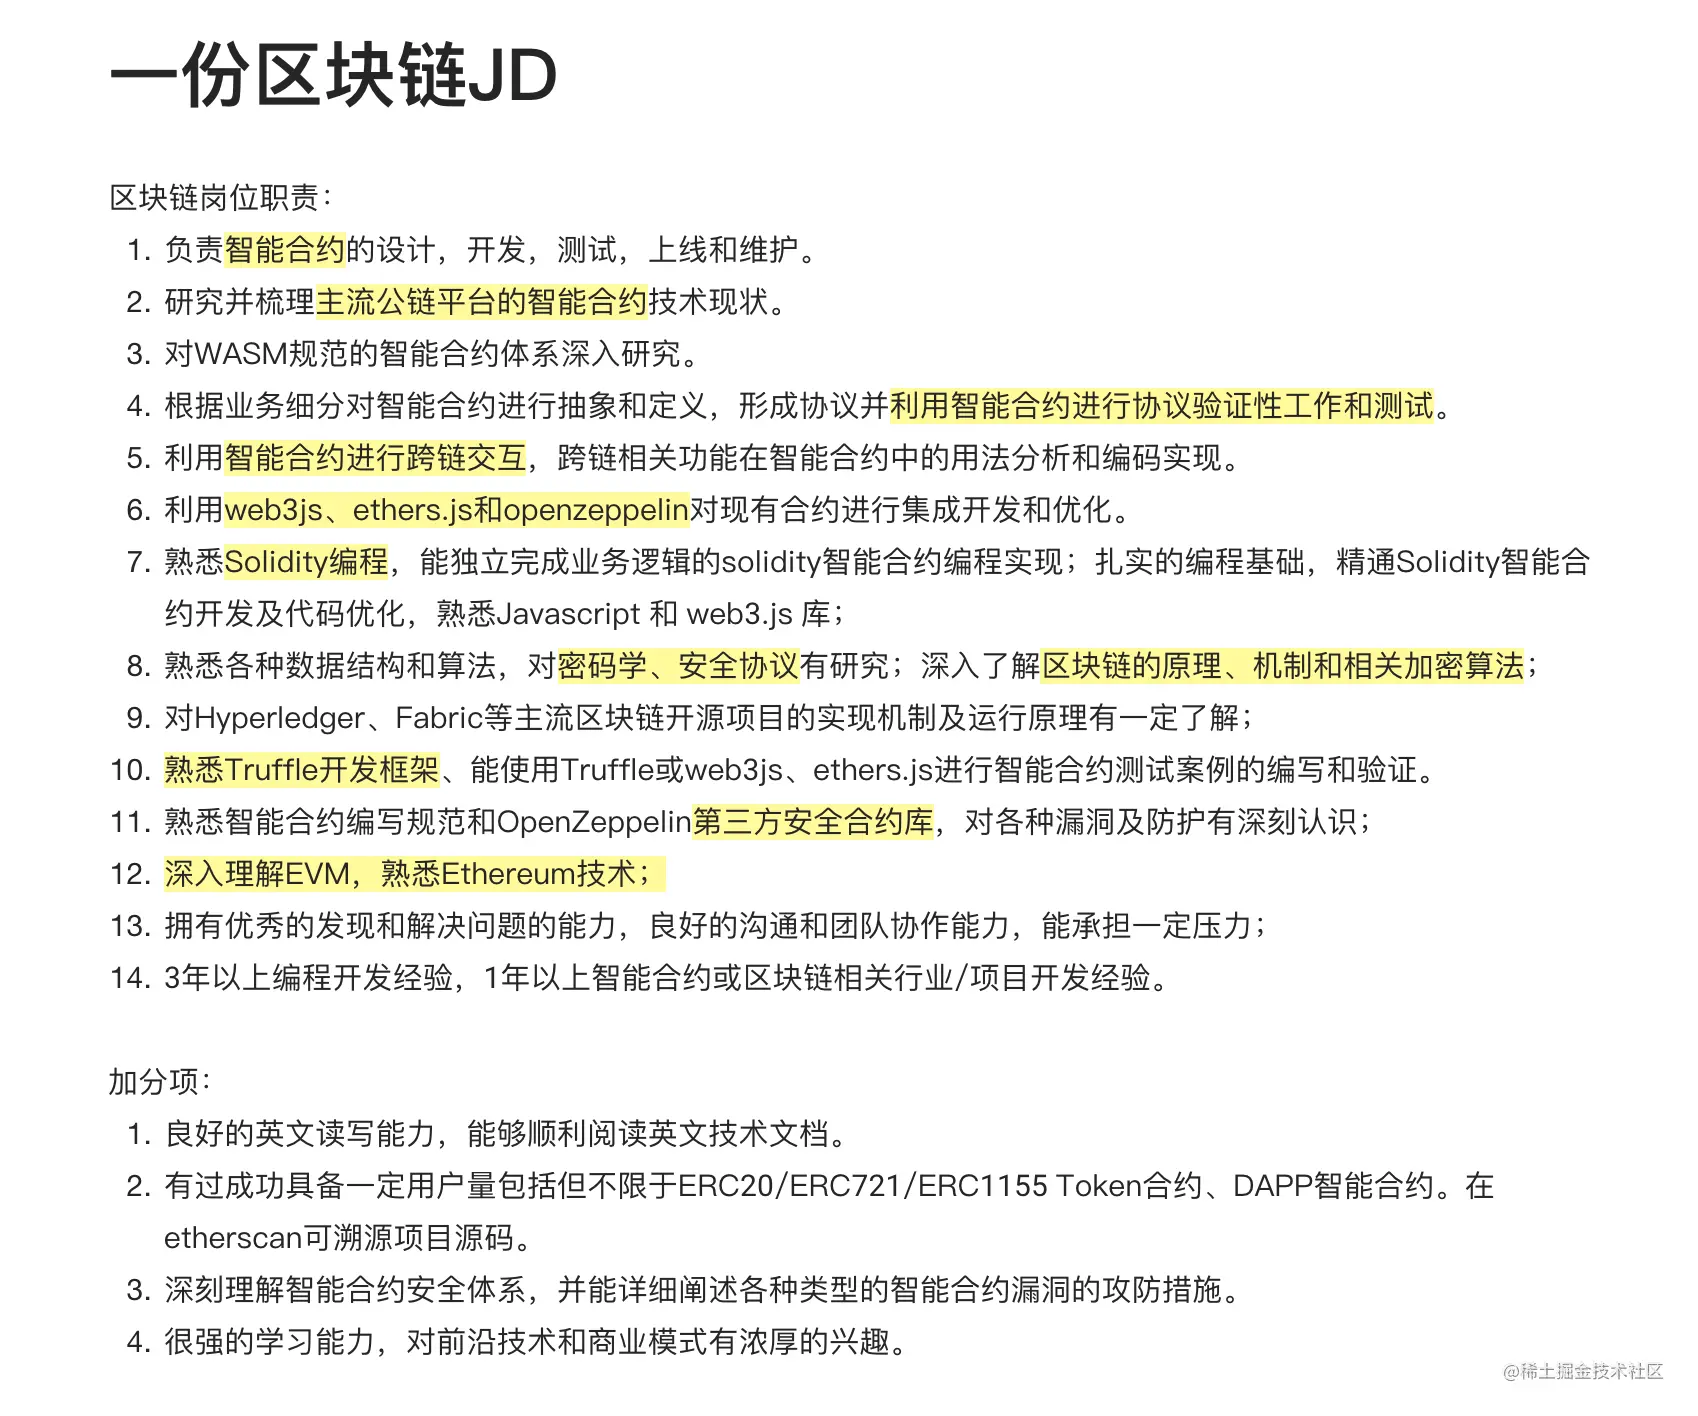 一份区块链JD
区块链岗位职责：
1. 负责智能合约的设计，开发，测试，上线和维护。
2. 研究并梳理主流公链平台的智能合约技术现状。
3. 对WASM规范的智能合约体系深入研究。
4. 根据业务细分对智能合约进行抽象和定义，形成协议并利用智能合约进行协议验证性工作和测试。
5. 利用智能合约进行跨链交互，跨链相关功能在智能合约中的用法分析和编码实现。
6. 利用web3js、ethers.js和openzeppelin对现有合约进行集成开发和优化。
7. 熟悉Solidity编程，能独立完成业务逻辑的solidity智能合约编程实现；扎实的编程基础，精通Solidity智能合
约开发及代码优化，熟悉Javascript 和 web3.js 库；
8. 熟悉各种数据结构和算法，对密码学、安全协议有研究；深入了解区块链的原理、机制和相关加密算法；
9. 对Hyperledger、Fabric等主流区块链开源项目的实现机制及运行原理有一定了解；
10. 熟悉Truffle开发框架、能使用Truffle或web3js、ethers.js进行智能合约测试案例的编写和验证。
11. 熟悉智能合约编写规范和OpenZeppelin第三方安全合约库，对各种漏洞及防护有深刻认识；
12. 深入理解EVM，熟悉Ethereum技术；
13. 拥有优秀的发现和解决问题的能力，良好的沟通和团队协作能力，能承担一定压力；
14. 3年以上编程开发经验，1年以上智能合约或区块链相关行业/项目开发经验。
加分项：
1. 良好的英文读写能力，能够顺利阅读英文技术文档。
2. 有过成功具备一定用户量包括但不限于ERC20/ERC721/ERC1155 Token合约、DAPP智能合约。在
etherscan可溯源项目源码。
3. 深刻理解智能合约安全体系，并能详细阐述各种类型的智能合约漏洞的攻防措施。
4. 很强的学习能力，对前沿技术和商业模式有浓厚的兴趣。
@稀土掘金技术社区